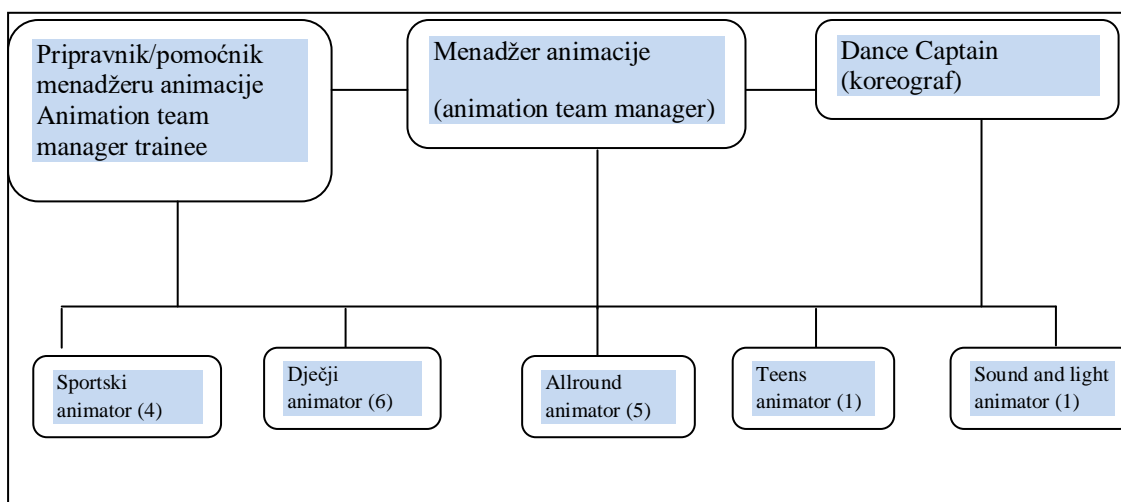 Pripravnik/pomoćnik
menadžeru animacije
Animation team
manager trainee
Menadžer animacije
(animation team manager)
Dance Captain
(koreograf)
Sportski
animator (4)
Dječji
animator (6)
Allround
animator (5)
Teens
animator (1)
Sound and light
animator (1)